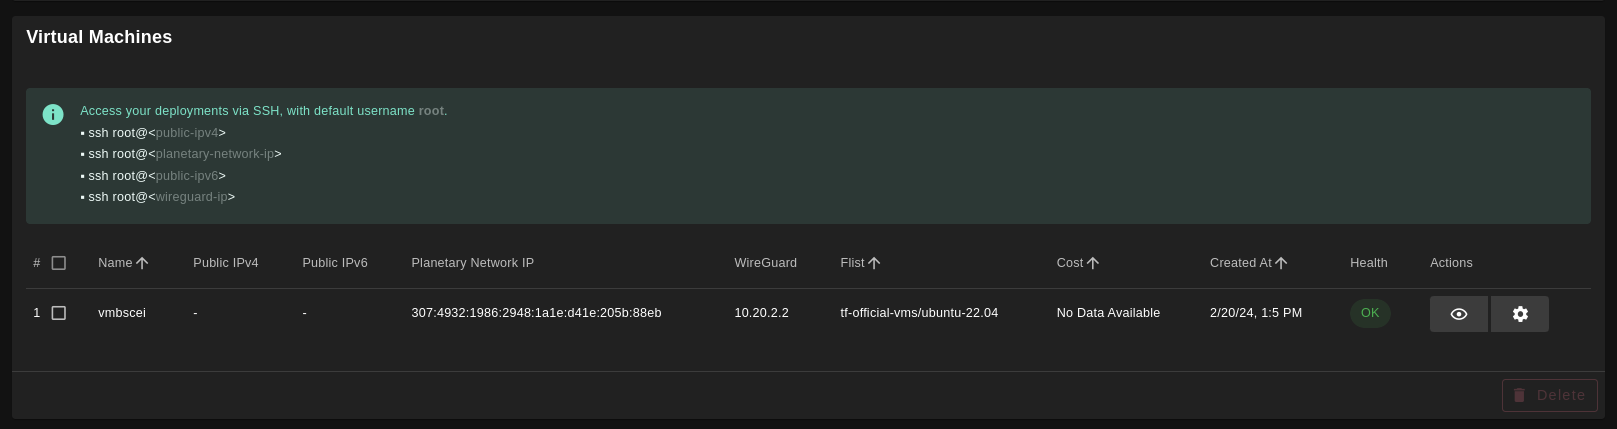 Virtual Machines
Access your deployments via SSH, with default username root.
▪ ssh root@<public-ipv4>
▪ ssh root@<planetary-network-ip>
▪ ssh root@<public-ipv6>
▪ ssh root@<wireguard-ip>
# Name Public IPv4 Public IPv6 Planetary Network IP WireGuard Flist Cost Created At Health Actions
1 vmbscei - - 307:4932:1986:2948:1a1e:d41e:205b:88eb 10.20.2.2 tf-official-vms/ubuntu-22.04 No Data Available 2/20/24, 1:5 PM OK
Delete